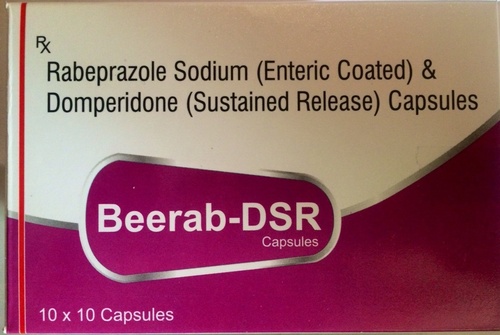 Rx
Rabeprazole Sodium (Enteric Coated) &
Domperidone (Sustained Release) Capsules
Beerab-DSR
Capsules
10 x 10 Capsules